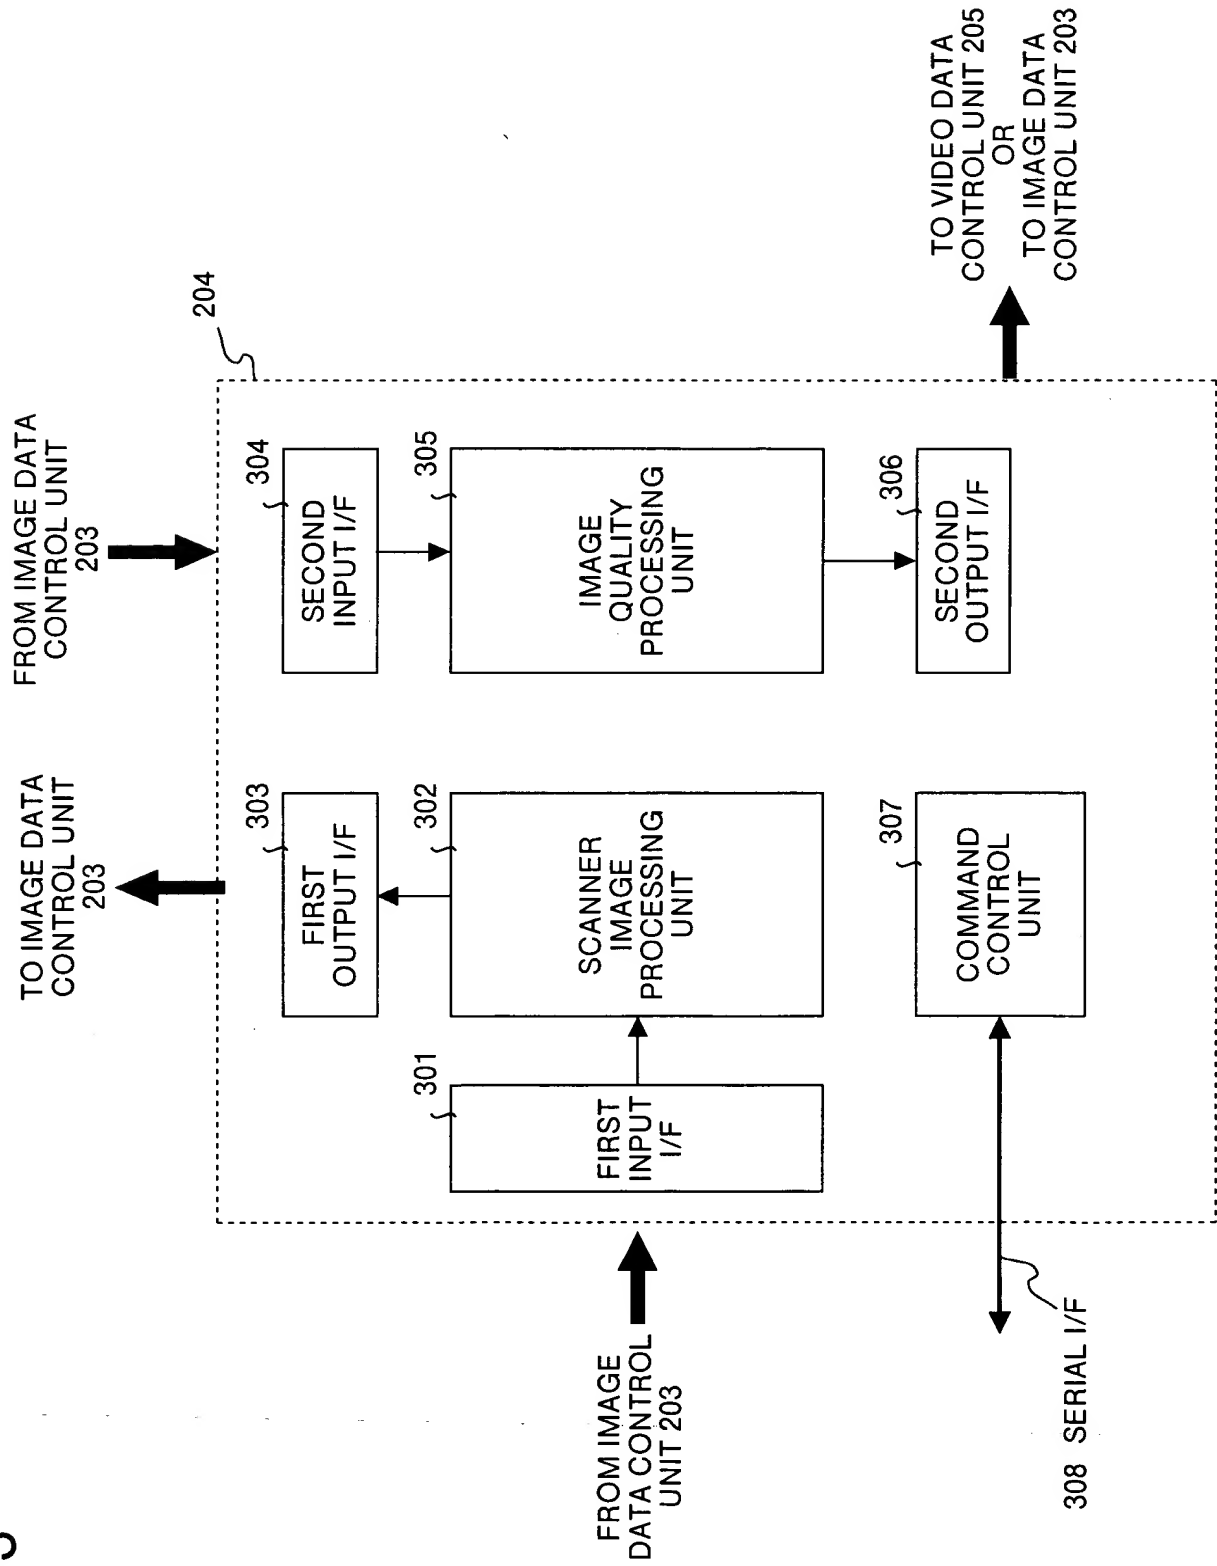 TO IMAGE DATA
CONTROL UNIT
203
FROM IMAGE DATA
CONTROL UNIT
203
204
303
FIRST
OUTPUT I/F
304
SECOND
INPUT I/F
FROM IMAGE
DATA CONTROL
UNIT 203
301
FIRST
INPUT
I/F
302
SCANNER
IMAGE
PROCESSING
UNIT
305
IMAGE
QUALITY
PROCESSING
UNIT
308 SERIAL I/F
307
COMMAND
CONTROL
UNIT
306
SECOND
OUTPUT I/F
TO VIDEO DATA
CONTROL UNIT 205
OR
TO IMAGE DATA
CONTROL UNIT 203